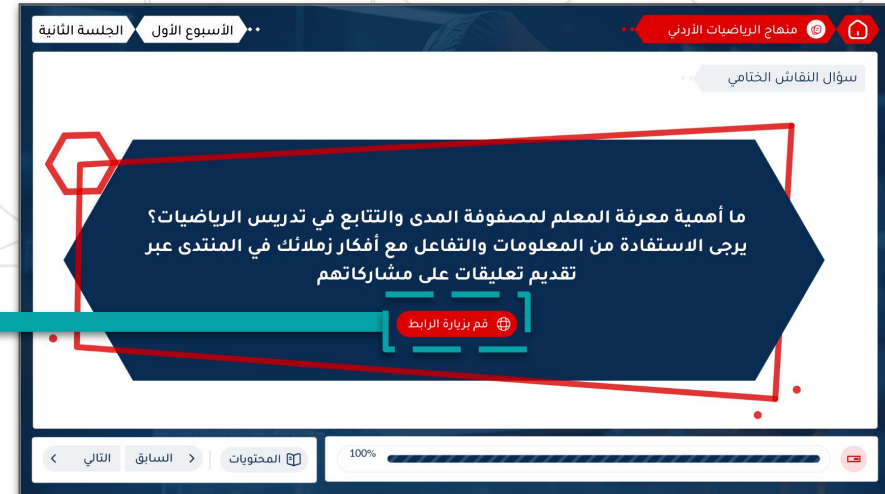 منهاج الرياضيات الأردني
الأسبوع الأول
الجلسة الثانية
سؤال النقاش الختامي
ما أهمية معرفة المعلم لمصفوفة المدى والتتابع في تدريس الرياضيات؟
يرجى الاستفادة من المعلومات والتفاعل مع أفكار زملائك في المنتدى عبر
تقديم تعليقات على مشاركاتهم
قم بزيارة الرابط
100%
المحتويات
السابق
التالي